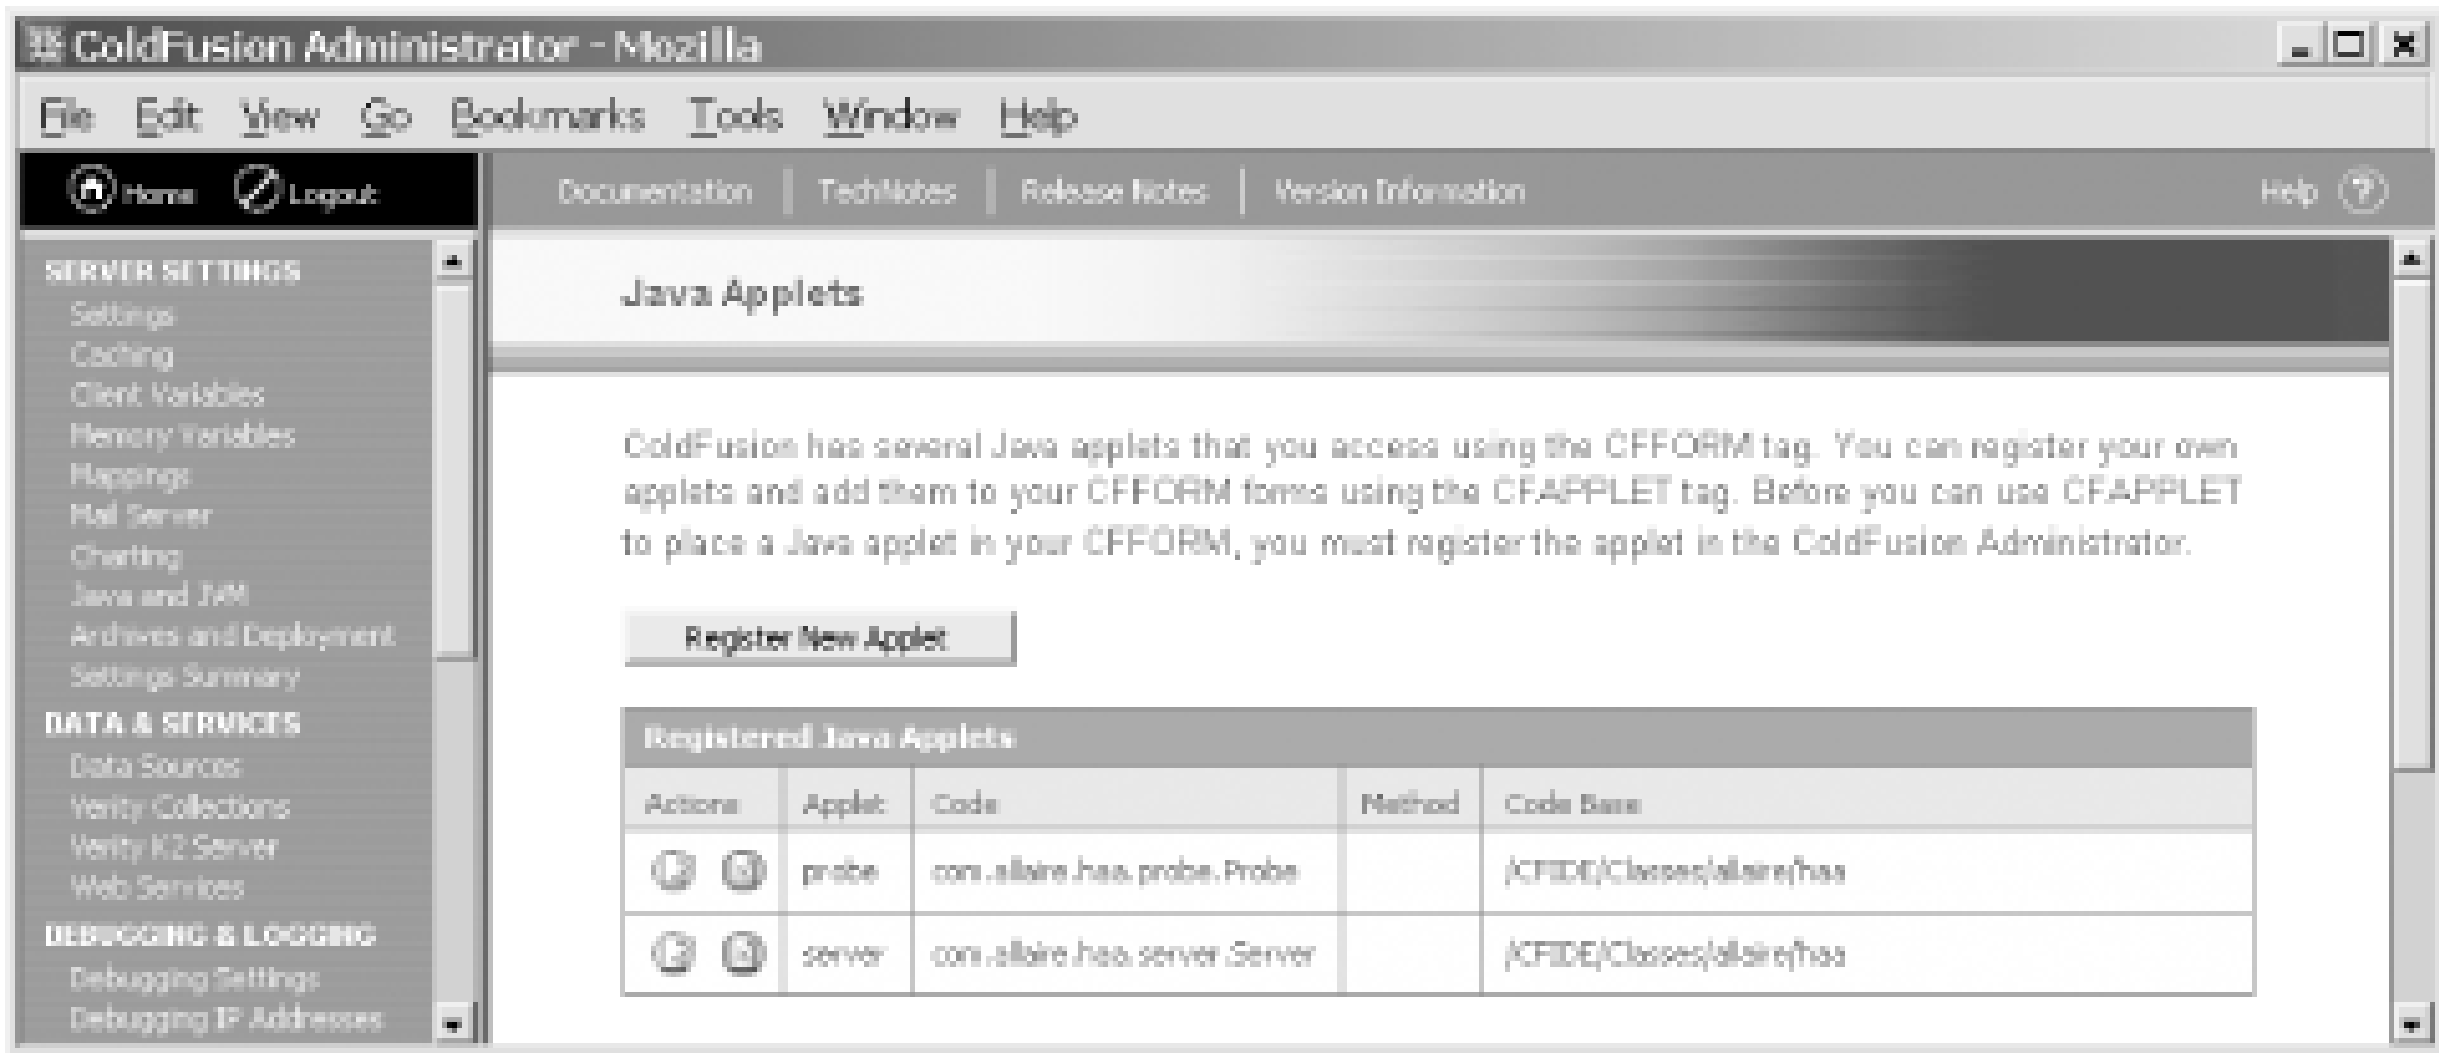 ColdFusion Administrator - Mozilla
File Edit View Go Bookmarks Tools Window Help
Home Logout
Documentation TechNotes Release Notes Version Information Help ?
SERVER SETTINGS
Settings
Caching
Client Variables
Memory Variables
Mappings
Mail Server
Charting
Java and JVM
Archives and Deployment
Settings Summary
DATA & SERVICES
Data Sources
Verity Collections
Verity K2 Server
Web Services
DEBUGGING & LOGGING
Debugging Settings
Debugging IP Addresses
Java Applets
ColdFusion has several Java applets that you access using the CFFORM tag. You can register your own
applets and add them to your CFFORM forms using the CFAPPLET tag. Before you can use CFAPPLET
to place a Java applet in your CFFORM, you must register the applet in the ColdFusion Administrator.
Register New Applet
Registered Java Applets
Actions Applet Code Method Code Base
probe com.allaire.haa.probe.Probe /CFIDE/Classes/allaire/haa
server com.allaire.haa.server.Server /CFIDE/Classes/allaire/haa